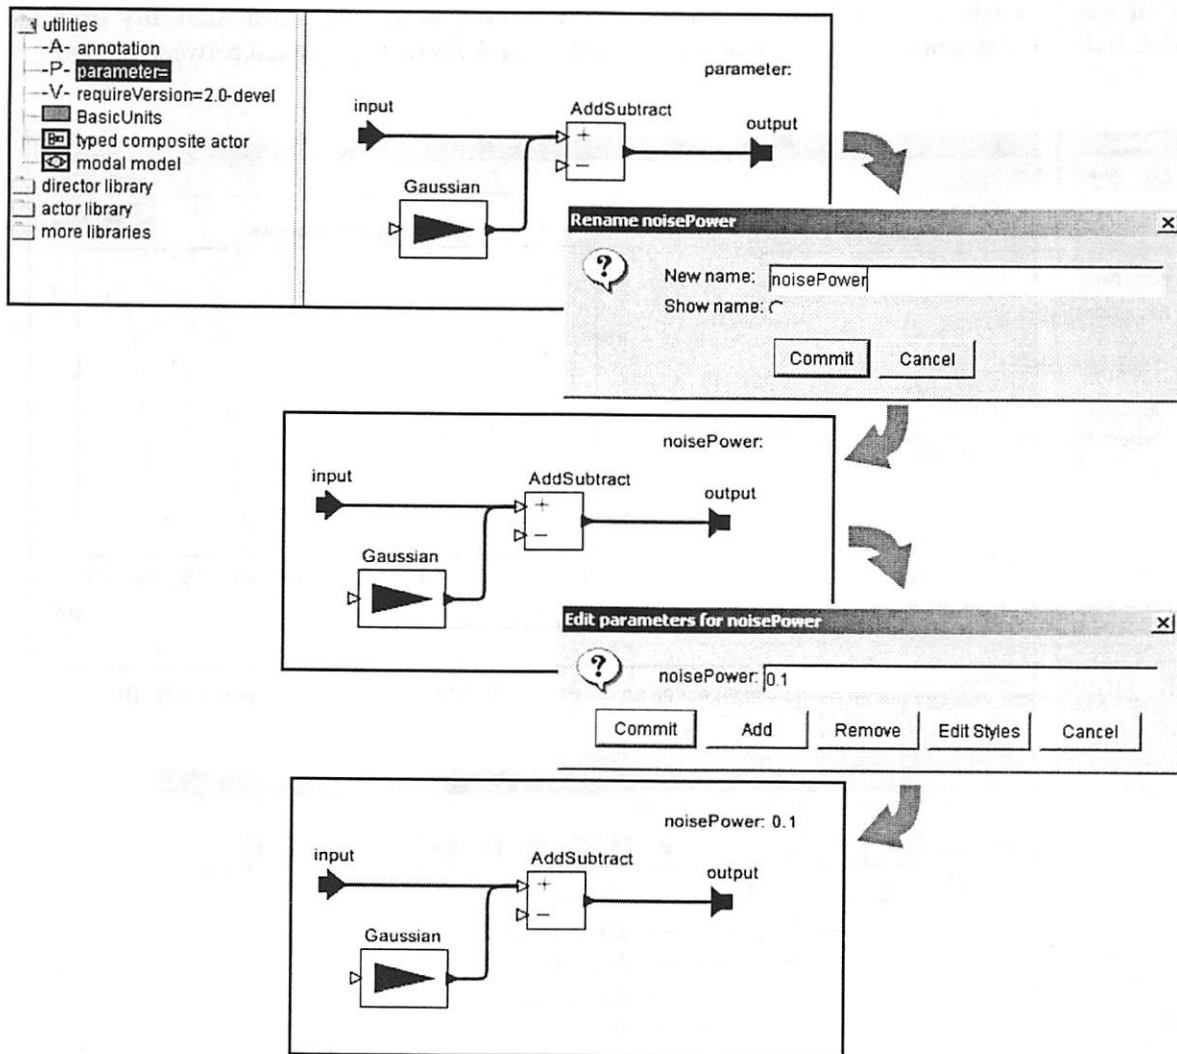 utilities
-A- annotation
-P- parameter=
-V- requireVersion=2.0-devel
BasicUnits
typed composite actor
modal model
director library
actor library
more libraries
parameter:
input
AddSubtract
+
−
output
Gaussian
Rename noisePower
?
New name: noisePower
Show name:
Commit Cancel
noisePower:
input
AddSubtract
+
−
output
Gaussian
Edit parameters for noisePower
?
noisePower: 0.1
Commit Add Remove Edit Styles Cancel
noisePower: 0.1
input
AddSubtract
+
−
output
Gaussian